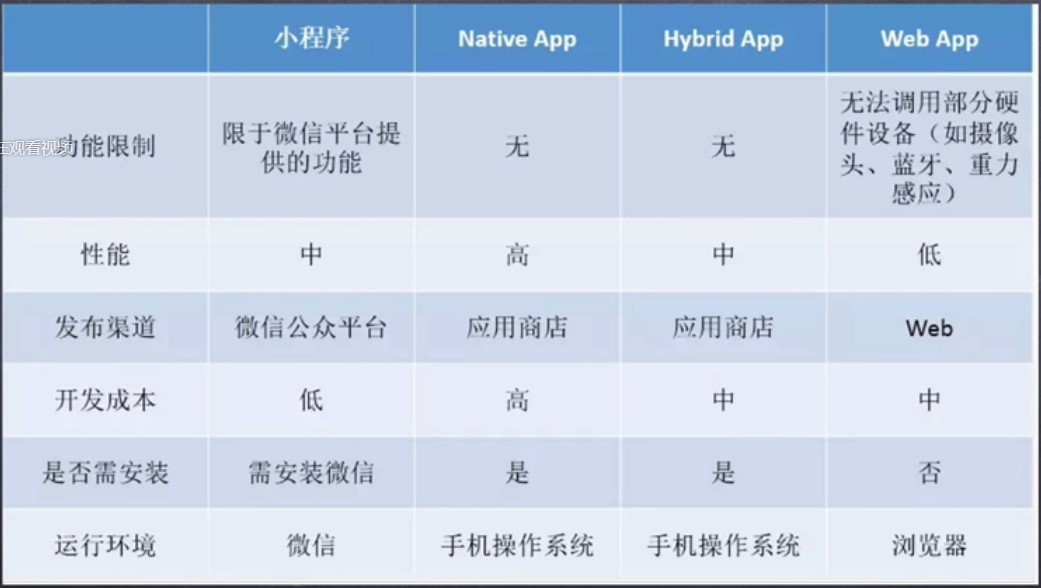 小程序 Native App Hybrid App Web App
功能限制 限于微信平台提供的功能 无 无 无法调用部分硬件设备（如摄像头、蓝牙、重力感应）
观看视频
性能 中 高 中 低
发布渠道 微信公众平台 应用商店 应用商店 Web
开发成本 低 高 中 中
是否需安装 需安装微信 是 是 否
运行环境 微信 手机操作系统 手机操作系统 浏览器